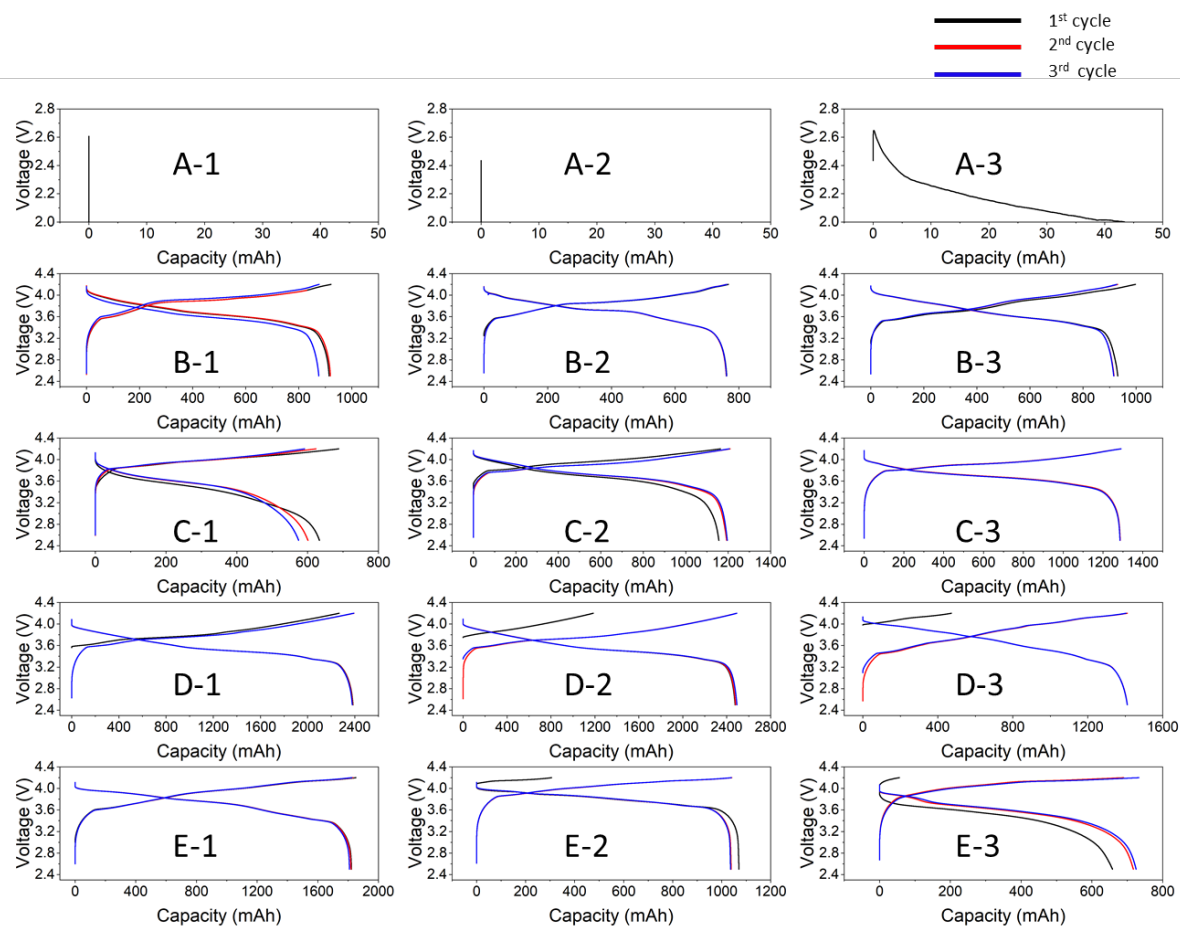 1st cycle
2nd cycle
3rd cycle
2.8
2.6
2.4
2.2
2.0
Voltage (V)
A-1
0 10 20 30 40 50
Capacity (mAh)
2.8
2.6
2.4
2.2
2.0
Voltage (V)
A-2
0 10 20 30 40 50
Capacity (mAh)
2.8
2.6
2.4
2.2
2.0
Voltage (V)
A-3
0 10 20 30 40 50
Capacity (mAh)
4.4
4.0
3.6
3.2
2.8
2.4
Voltage (V)
B-1
0 200 400 600 800 1000
Capacity (mAh)
4.4
4.0
3.6
3.2
2.8
2.4
Voltage (V)
B-2
0 200 400 600 800
Capacity (mAh)
4.4
4.0
3.6
3.2
2.8
2.4
Voltage (V)
B-3
0 200 400 600 800 1000
Capacity (mAh)
4.4
4.0
3.6
3.2
2.8
2.4
Voltage (V)
C-1
0 200 400 600 800
Capacity (mAh)
4.4
4.0
3.6
3.2
2.8
2.4
Voltage (V)
C-2
0 200 400 600 800 1000 1200 1400
Capacity (mAh)
4.4
4.0
3.6
3.2
2.8
2.4
Voltage (V)
C-3
0 200 400 600 800 1000 1200 1400
Capacity (mAh)
4.4
4.0
3.6
3.2
2.8
2.4
Voltage (V)
D-1
0 400 800 1200 1600 2000 2400
Capacity (mAh)
4.4
4.0
3.6
3.2
2.8
2.4
Voltage (V)
D-2
0 400 800 1200 1600 2000 2400 2800
Capacity (mAh)
4.4
4.0
3.6
3.2
2.8
2.4
Voltage (V)
D-3
0 400 800 1200 1600
Capacity (mAh)
4.4
4.0
3.6
3.2
2.8
2.4
Voltage (V)
E-1
0 400 800 1200 1600 2000
Capacity (mAh)
4.4
4.0
3.6
3.2
2.8
2.4
Voltage (V)
E-2
0 200 400 600 800 1000 1200
Capacity (mAh)
4.4
4.0
3.6
3.2
2.8
2.4
Voltage (V)
E-3
0 200 400 600 800
Capacity (mAh)